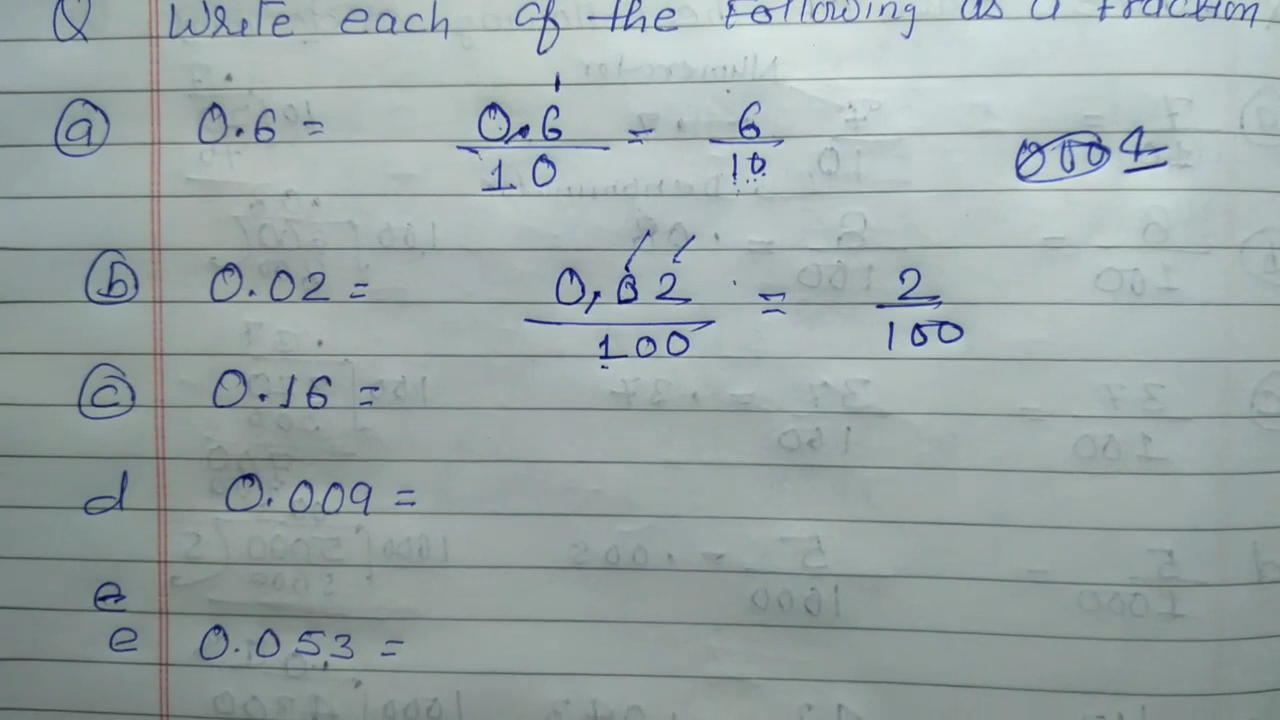 Q Write each of the Following as a fraction
(a) 0.6 = 0.6/10 = 6/10
(b) 0.02 = 0.02/100 = 2/100
(c) 0.16 =
d 0.009 =
e
e 0.053 =